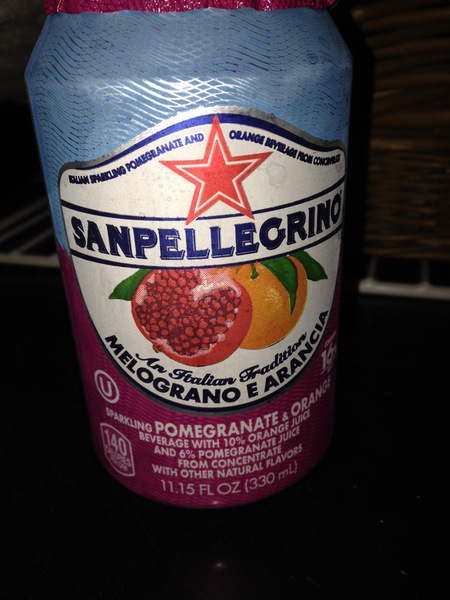 ITALIAN SPARKLING POMEGRANATE AND ORANGE BEVERAGE FROM CONCENTRATE
SANPELLEGRINO
An Italian Tradition
MELOGRANO E ARANCIA
U
SPARKLING POMEGRANATE & ORANGE
BEVERAGE WITH 10% ORANGE JUICE
AND 6% POMEGRANATE JUICE
FROM CONCENTRATE
WITH OTHER NATURAL FLAVORS
11.15 FL OZ (330 mL)
140
CALORIES